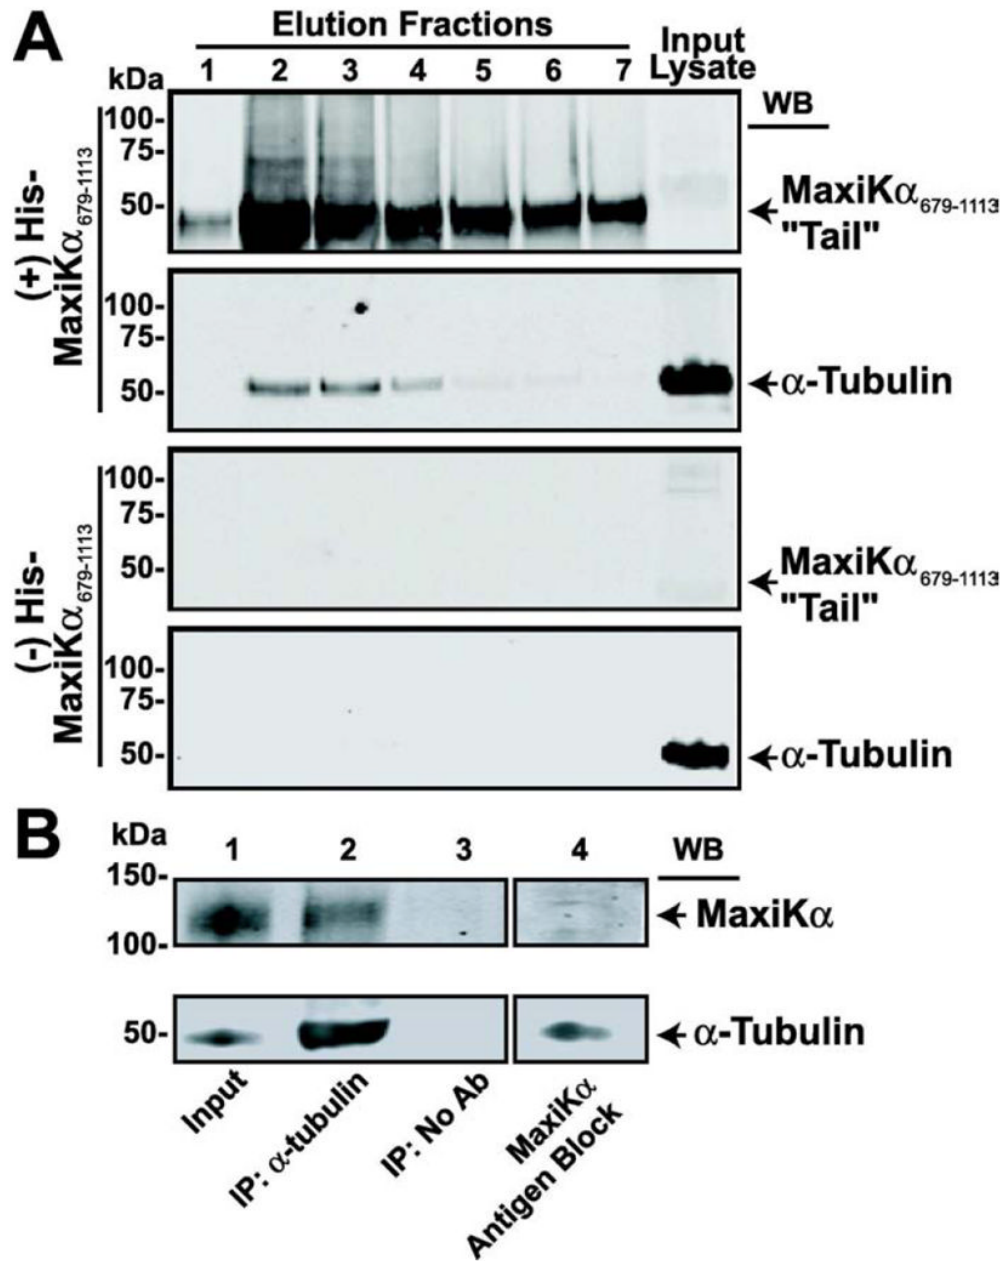 A
Elution Fractions
Input
Lysate
kDa 1 2 3 4 5 6 7
WB
(+) His-
MaxiKα679-1113
100-
75-
50-
MaxiKα679-1113
"Tail"
100-
75-
50-
α-Tubulin
(-) His-
MaxiKα679-1113
100-
75-
50-
MaxiKα679-1113
"Tail"
100-
75-
50-
α-Tubulin
B
kDa 1 2 3 4 WB
150-
100-
MaxiKα
50-
α-Tubulin
Input
IP: α-tubulin
IP: No Ab
MaxiKα
Antigen Block